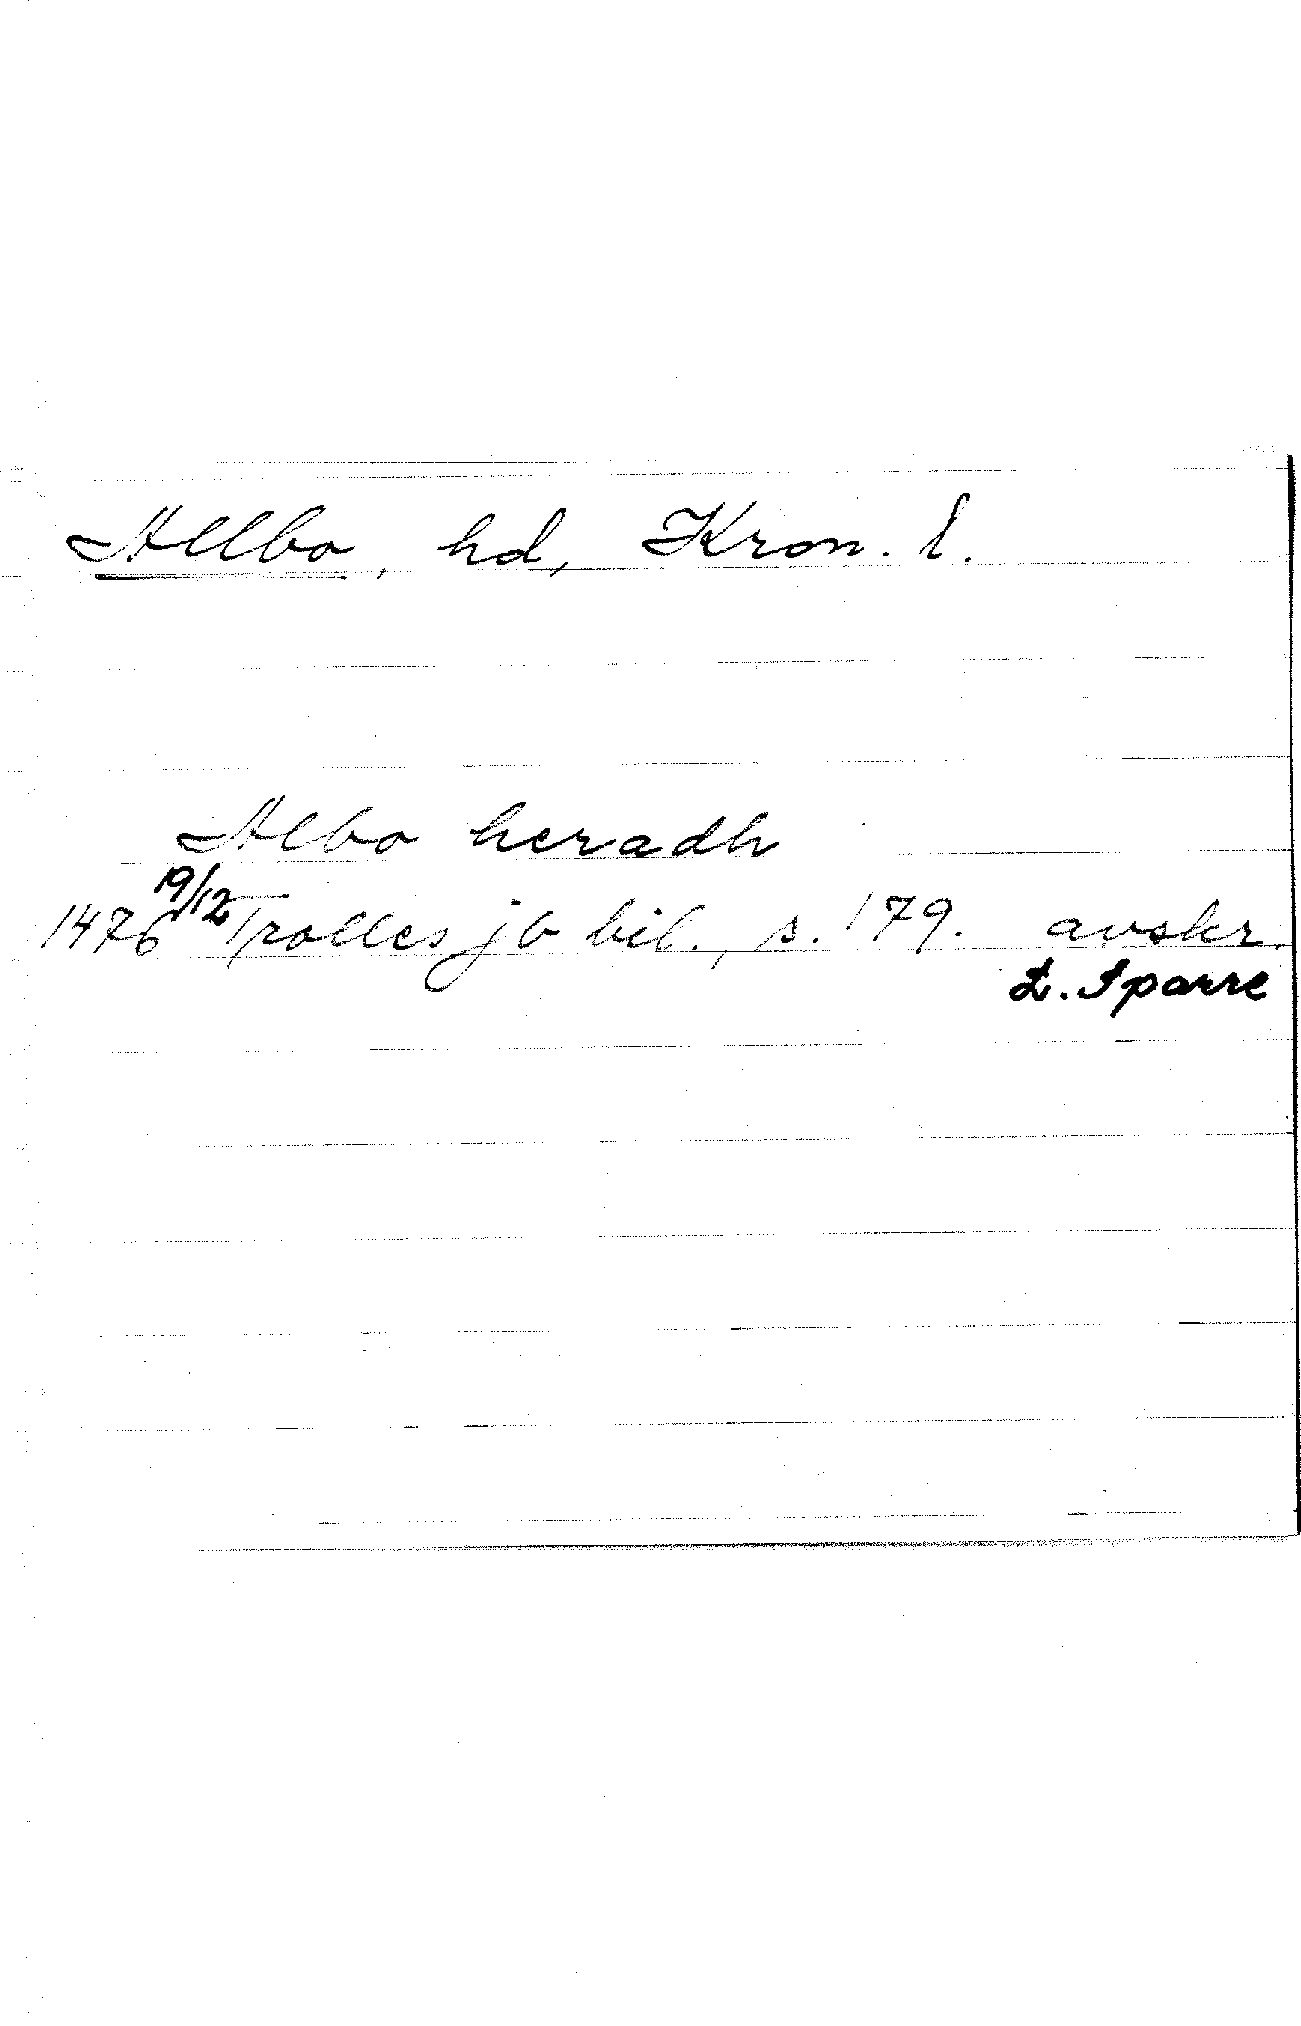 Allbo, hd, Kron. l.
Albo heradh
1476 19/12 Trolles jb bil., s. 179. avskr.
L. Sparre